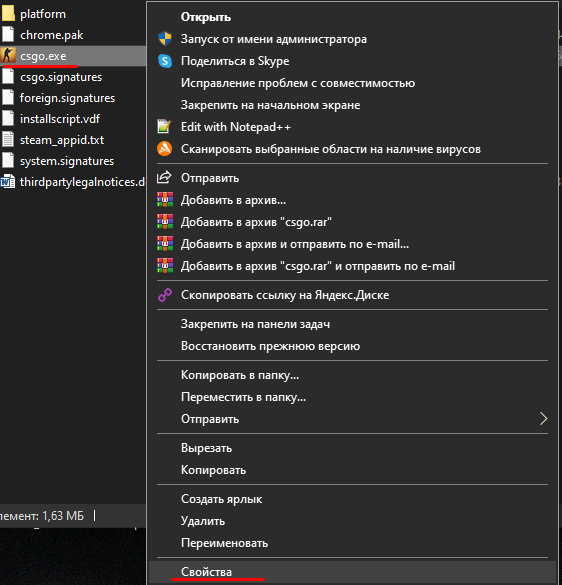 platform
chrome.pak
csgo.exe
csgo.signatures
foreign.signatures
installscript.vdf
steam_appid.txt
system.signatures
thirdpartylegalnotices.d
лемент: 1,63 МБ
Открыть
Запуск от имени администратора
Поделиться в Skype
Исправление проблем с совместимостью
Закрепить на начальном экране
Edit with Notepad++
Сканировать выбранные области на наличие вирусов
Отправить
Добавить в архив...
Добавить в архив "csgo.rar"
Добавить в архив и отправить по e-mail...
Добавить в архив "csgo.rar" и отправить по e-mail
Скопировать ссылку на Яндекс.Диске
Закрепить на панели задач
Восстановить прежнюю версию
Копировать в папку...
Переместить в папку...
Отправить
Вырезать
Копировать
Создать ярлык
Удалить
Переименовать
Свойства